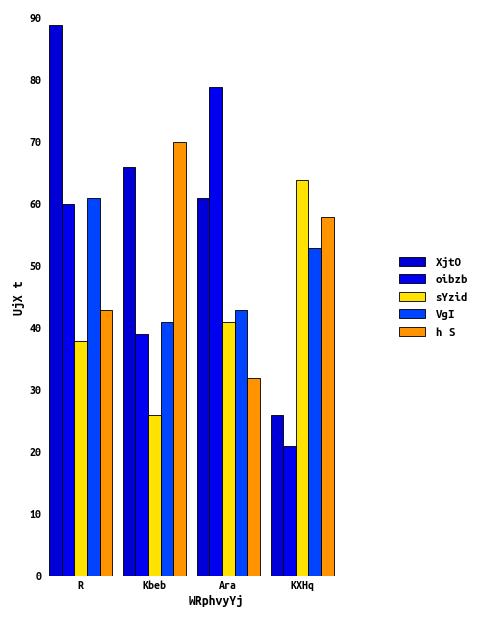 90
80
70
60
50
40
30
20
10
0
UjX t
R Kbeb Ara KXHq
WRphvyYj
XjtO
oibzb
sYzid
VgI
h S